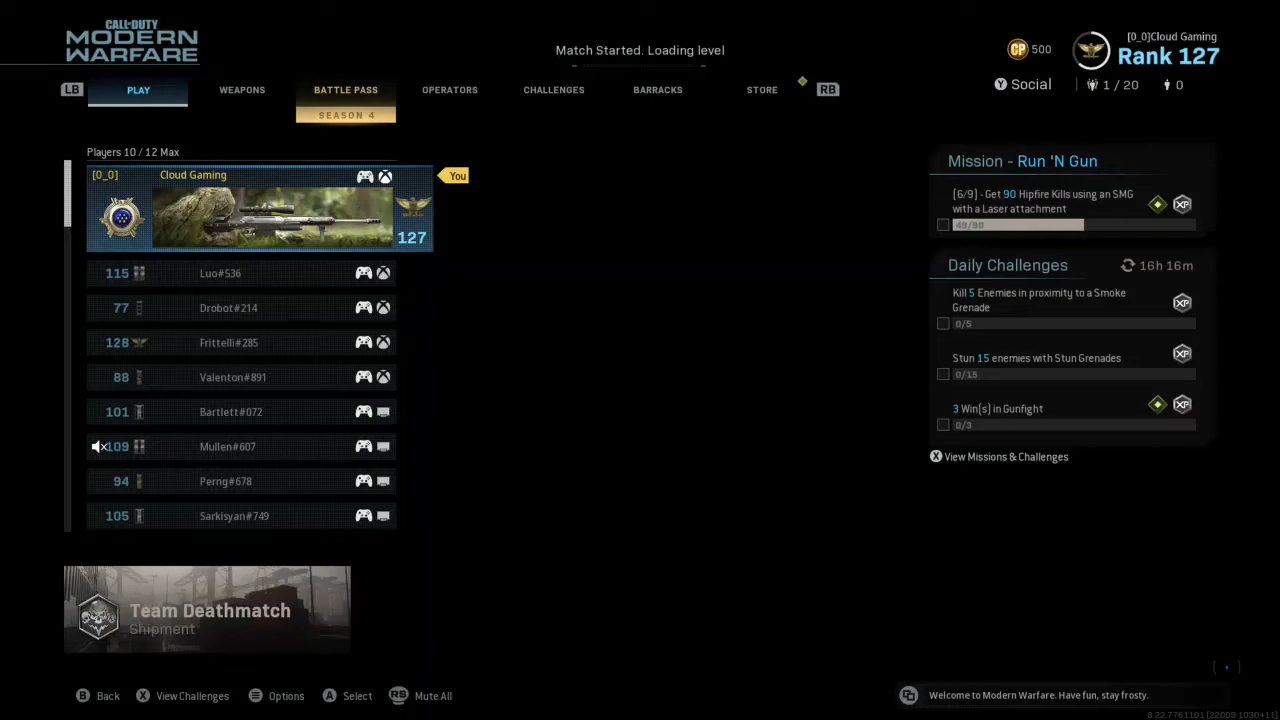 CALL·DUTY
MODERN
WARFARE
Match Started. Loading level
CP 500
[0_0]Cloud Gaming
Rank 127
Y Social
1 / 20
0
LB
PLAY
WEAPONS
BATTLE PASS
SEASON 4
OPERATORS
CHALLENGES
BARRACKS
STORE
RB
Players 10 / 12 Max
[0_0] Cloud Gaming
You
127
115 Luo#536
77 Drobot#214
128 Frittelli#285
88 Valenton#891
101 Bartlett#072
109 Mullen#607
94 Perng#678
105 Sarkisyan#749
Team Deathmatch
Shipment
Mission - Run 'N Gun
(6/9) - Get 90 Hipfire Kills using an SMG
with a Laser attachment
XP
49/90
Daily Challenges
16h 16m
Kill 5 Enemies in proximity to a Smoke
Grenade
XP
0/5
Stun 15 enemies with Stun Grenades
XP
0/15
3 Win(s) in Gunfight
XP
0/3
X View Missions & Challenges
B Back
X View Challenges
Options
A Select
RS Mute All
Welcome to Modern Warfare. Have fun, stay frosty.